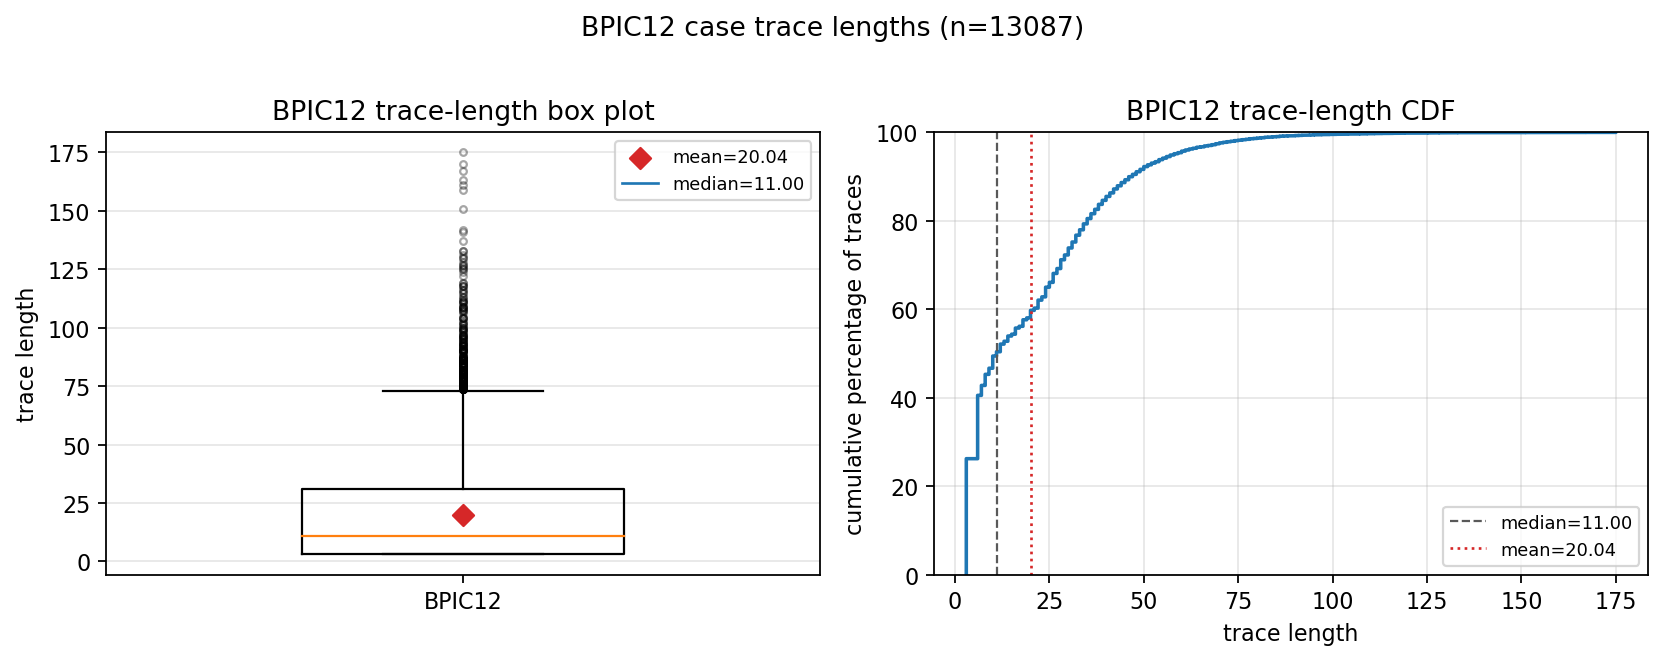 BPIC12 case trace lengths (n=13087)
BPIC12 trace-length box plot
trace length
175
150
125
100
75
50
25
0
mean=20.04
median=11.00
BPIC12
BPIC12 trace-length CDF
cumulative percentage of traces
100
80
60
40
20
0
median=11.00
mean=20.04
0 25 50 75 100 125 150 175
trace length